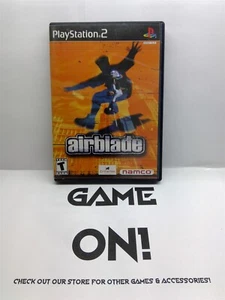 PlayStation 2
airblade
T
namco
GAME
ON!
CHECK OUT OUR STORE FOR OTHER GAMES & ACCESSORIES!